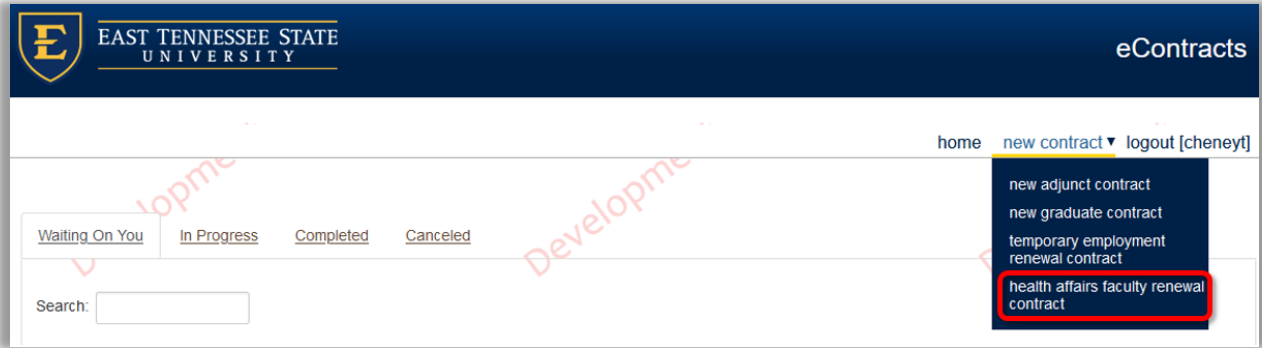 EAST TENNESSEE STATE
UNIVERSITY
eContracts
home new contract ▾ logout [cheneyt]
new adjunct contract
new graduate contract
temporary employment
renewal contract
health affairs faculty renewal
contract
Waiting On You In Progress Completed Canceled
Search:
Development